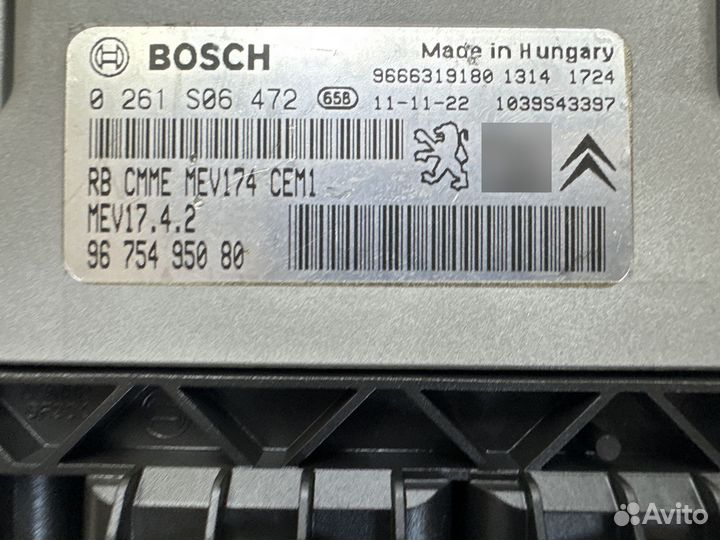 BOSCH
Made in Hungary
9666319180 1314 1724
0 261 S06 472 658 11-11-22 1039S43397
RB CMME MEV174 CEM1
MEV17.4.2
96 754 950 80
Avito